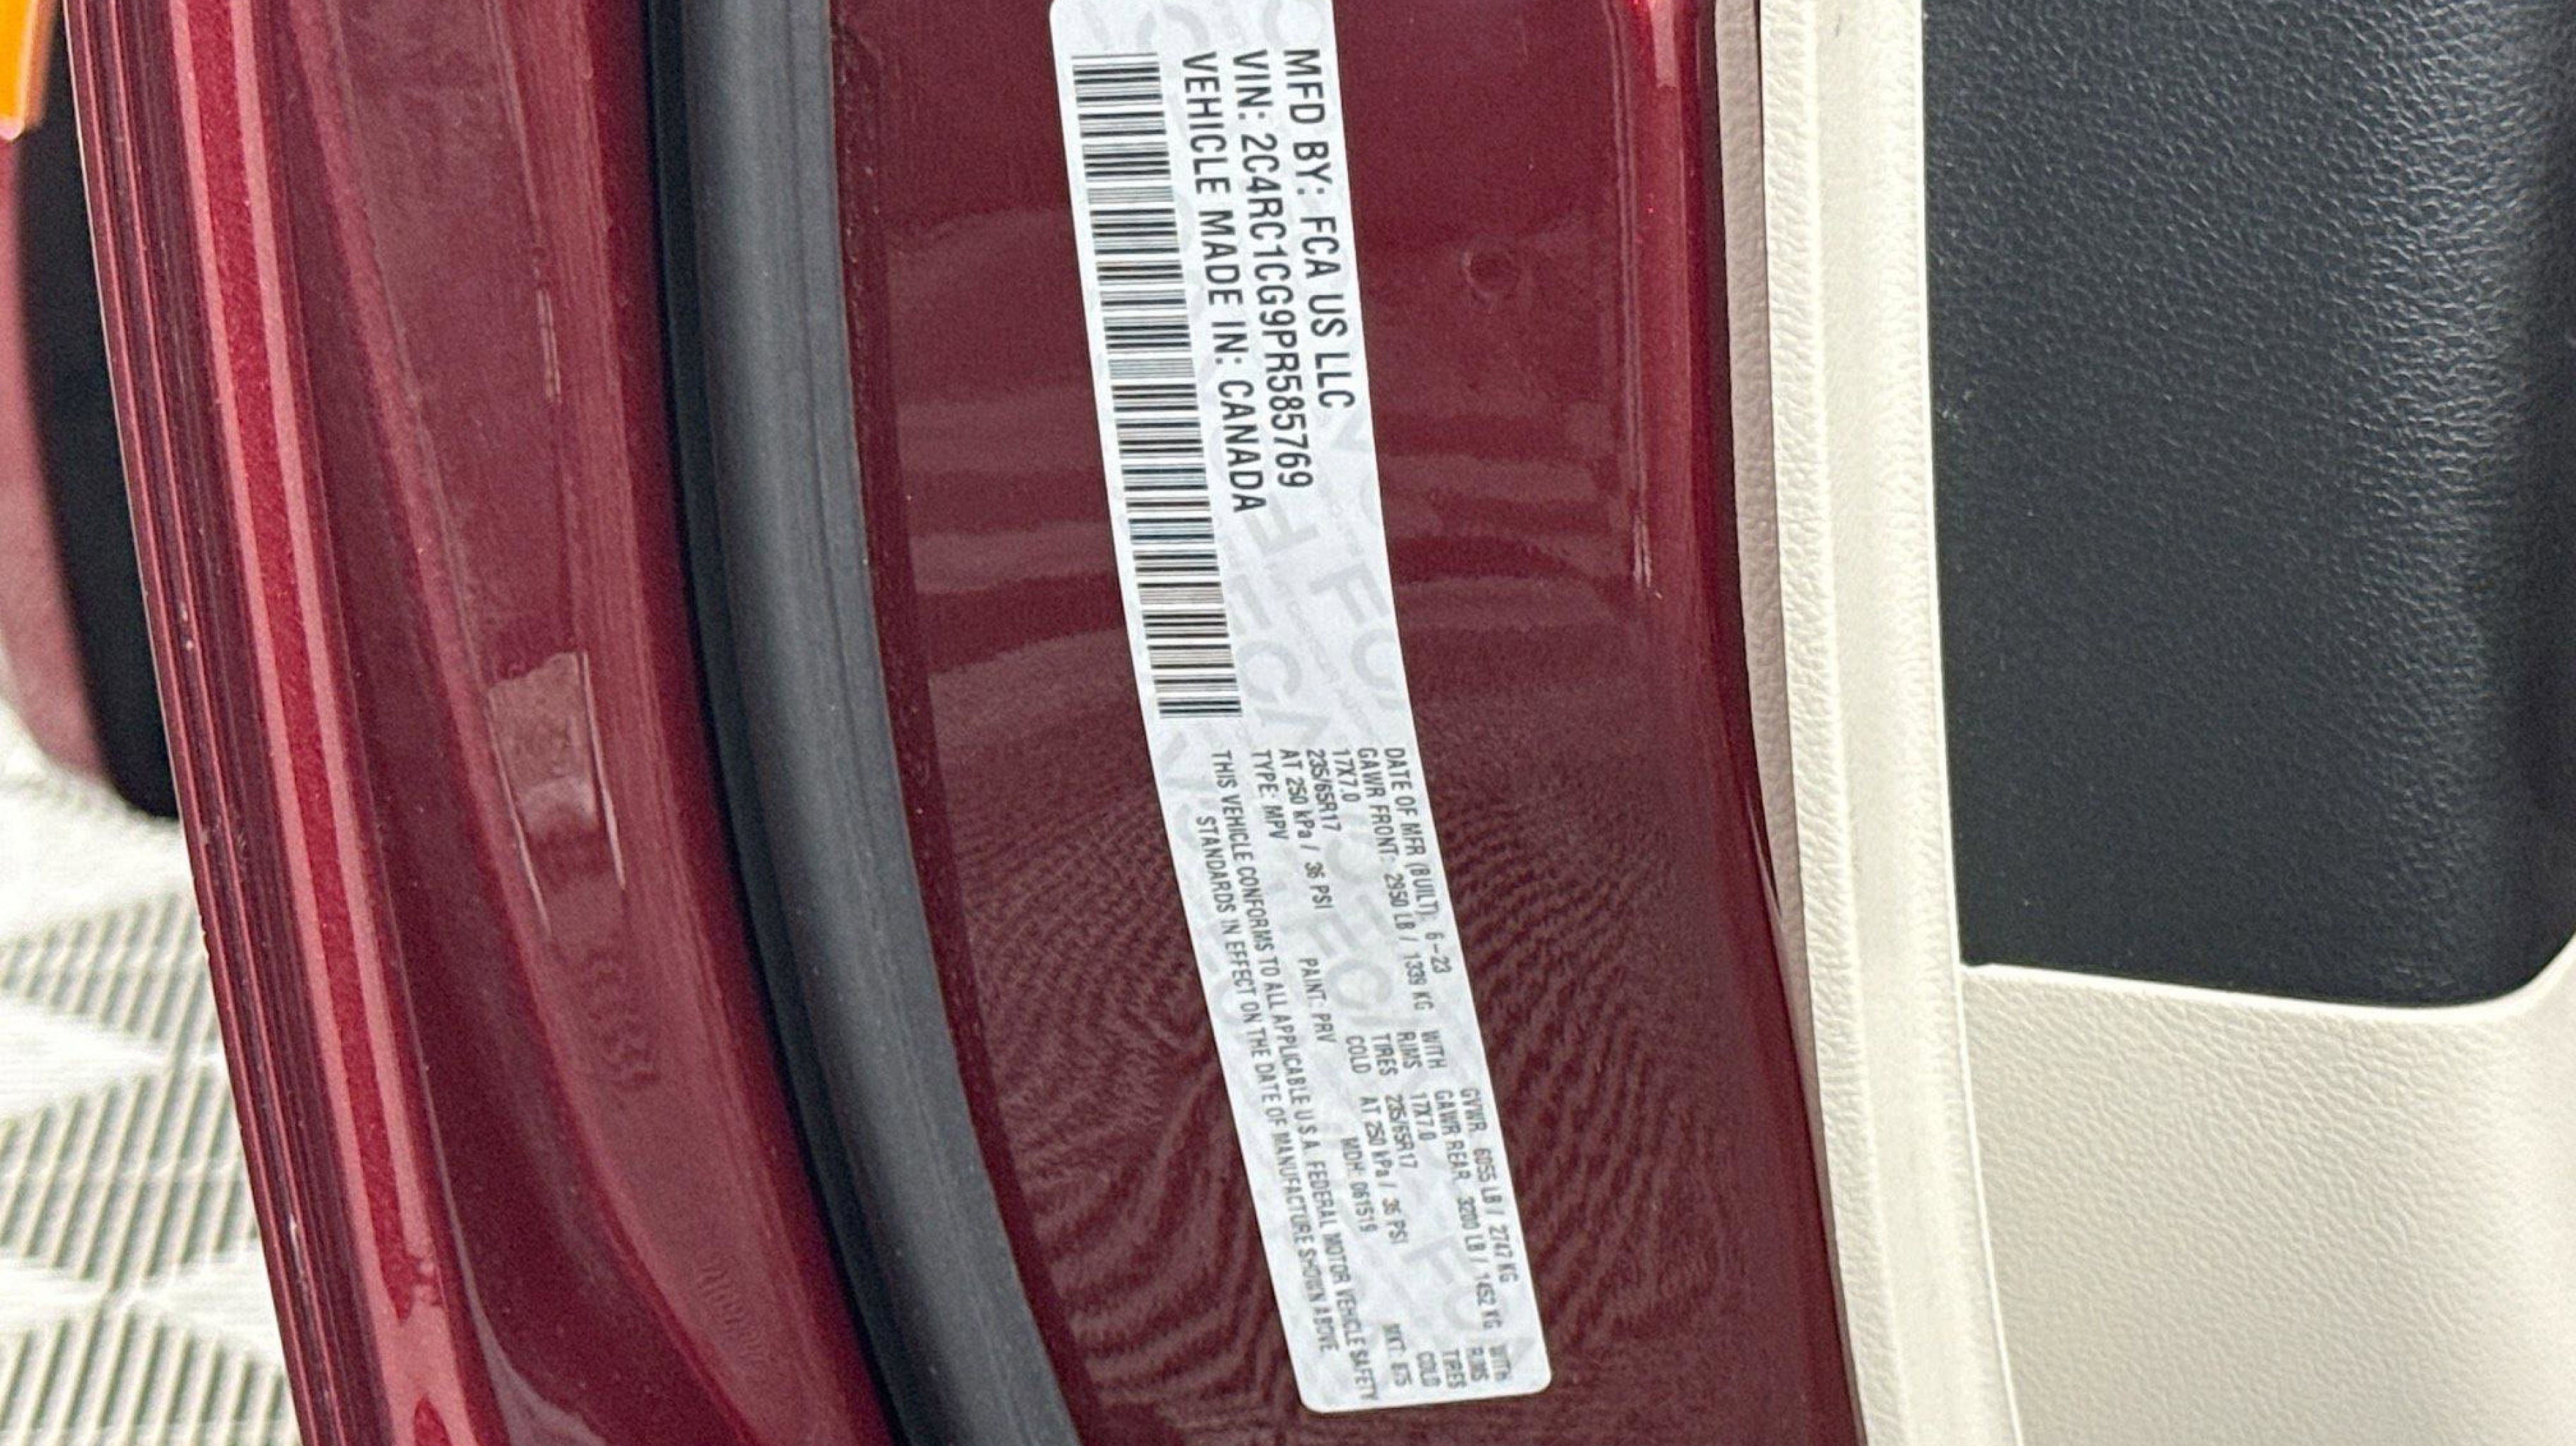 MFD BY: FCA US LLC
VIN: 2C4RC1CG9PR585769
VEHICLE MADE IN: CANADA
DATE OF MFR (BUILT): 6-23 GVWR: 6055 LB / 2747 KG
GAWR FRONT: 2950 LB / 1339 KG WITH GAWR REAR: 3200 LB / 1452 KG WITH
17X7.0 RIMS 17X7.0 RIMS
235/65R17 TIRES 235/65R17 TIRES
AT 250 kPa / 36 PSI COLD AT 250 kPa / 36 PSI COLD
TYPE: MPV PAINT: PRV MDH: 061519 MKT: 875
THIS VEHICLE CONFORMS TO ALL APPLICABLE U.S.A. FEDERAL MOTOR VEHICLE SAFETY
STANDARDS IN EFFECT ON THE DATE OF MANUFACTURE SHOWN ABOVE